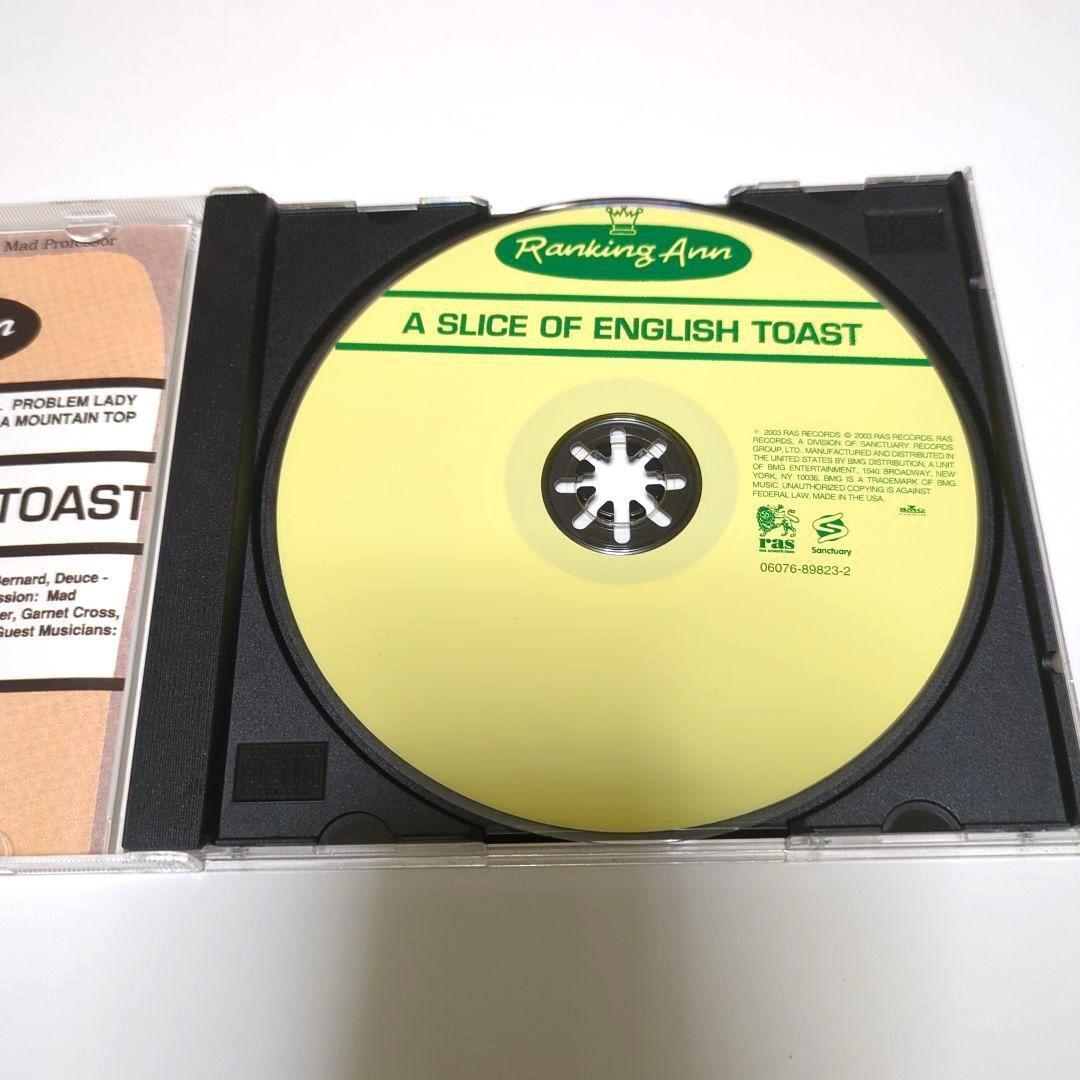 Mad Professor
PROBLEM LADY
A MOUNTAIN TOP
TOAST
Bernard, Deuce -
ssion: Mad
er, Garnet Cross,
Guest Musicians:
Ranking Ann
A SLICE OF ENGLISH TOAST
℗ 2003 RAS RECORDS © 2003 RAS RECORDS. RAS
RECORDS, A DIVISION OF SANCTUARY RECORDS
GROUP, LTD. MANUFACTURED AND DISTRIBUTED IN
THE UNITED STATES BY BMG DISTRIBUTION, A UNIT
OF BMG ENTERTAINMENT, 1540 BROADWAY, NEW
YORK, NY 10036. BMG IS A TRADEMARK OF BMG
MUSIC. UNAUTHORIZED COPYING IS AGAINST
FEDERAL LAW. MADE IN THE USA.
ras
Sanctuary
BMG
06076-89823-2